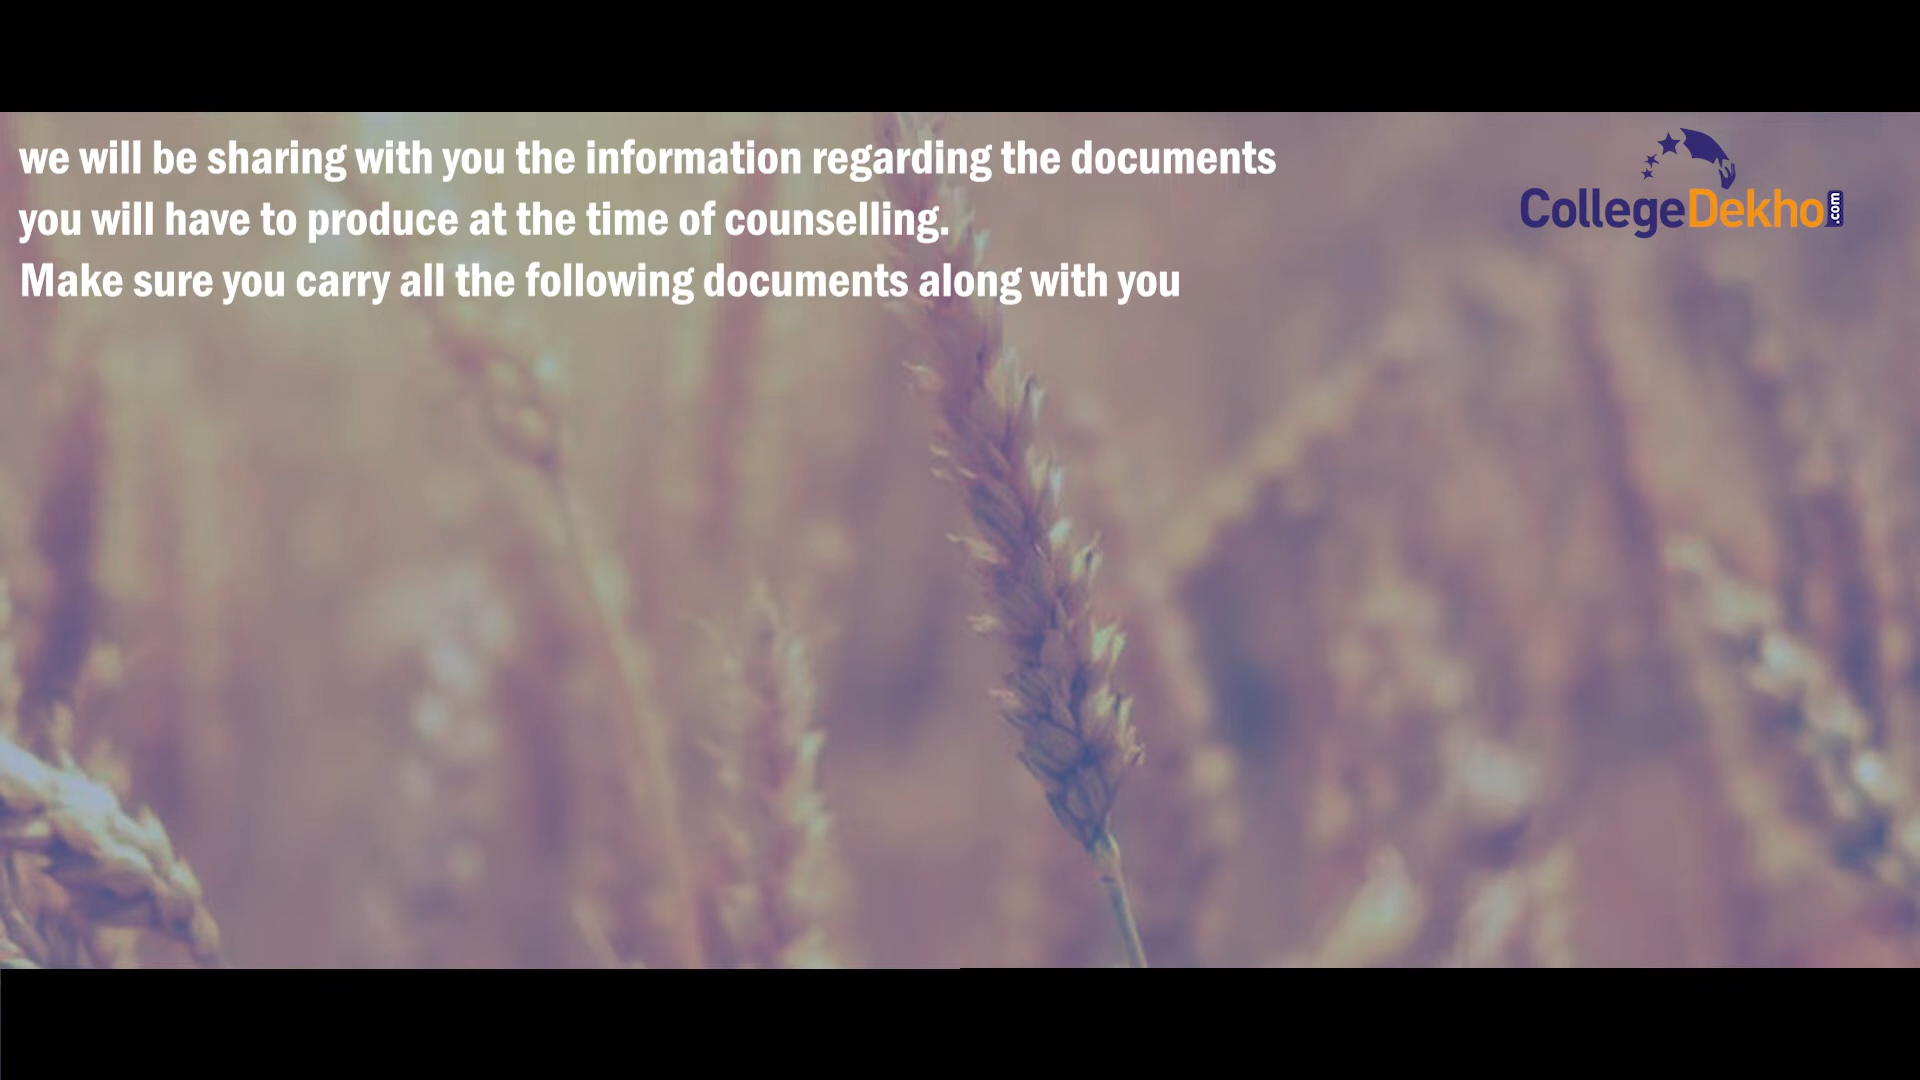 we will be sharing with you the information regarding the documents
you will have to produce at the time of counselling.
Make sure you carry all the following documents along with you
CollegeDekho.com